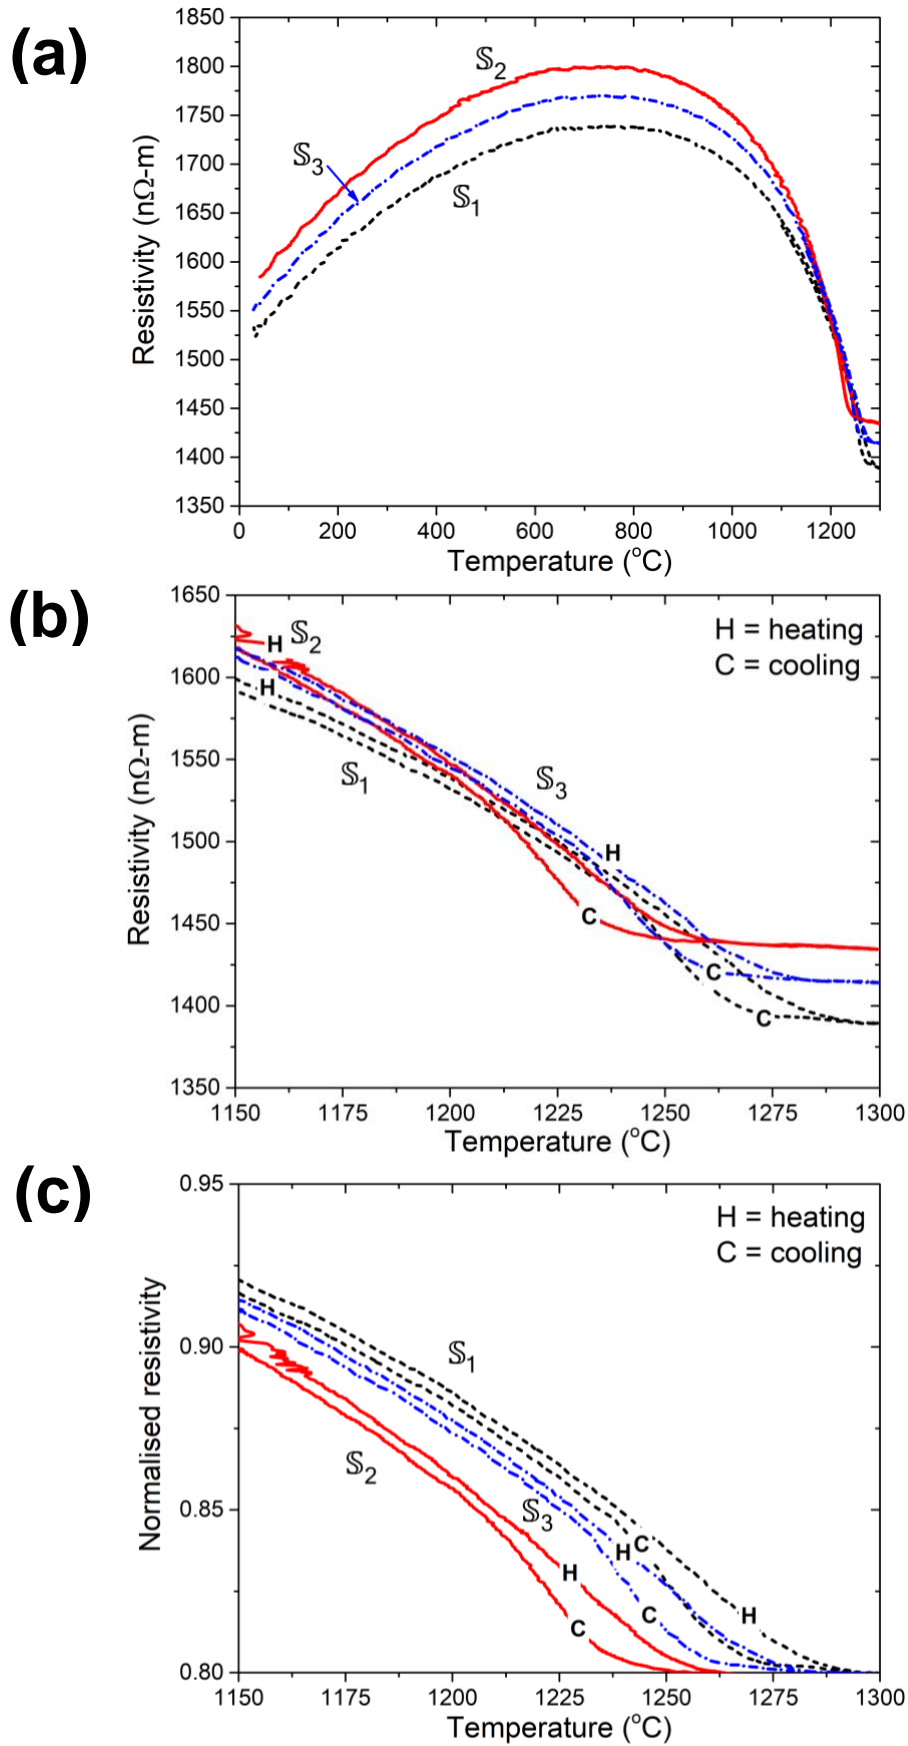 (a)
1850
1800
1750
1700
1650
1600
1550
1500
1450
1400
1350
Resistivity (nΩ-m)
𝕊2
𝕊3
𝕊1
0 200 400 600 800 1000 1200
Temperature (°C)
(b)
1650
1600
1550
1500
1450
1400
1350
Resistivity (nΩ-m)
H = heating
C = cooling
H 𝕊2
H
𝕊1
𝕊3
H
C
C
C
1150 1175 1200 1225 1250 1275 1300
Temperature (°C)
(c)
0.95
0.90
0.85
0.80
Normalised resistivity
H = heating
C = cooling
𝕊1
𝕊2
𝕊3
C
H
H
C
H
C
1150 1175 1200 1225 1250 1275 1300
Temperature (°C)